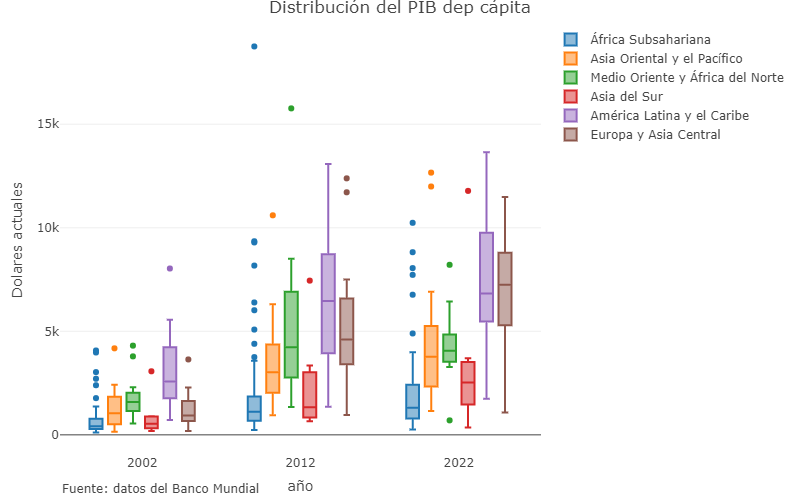 Distribución del PIB dep cápita
África Subsahariana
Asia Oriental y el Pacífico
Medio Oriente y África del Norte
Asia del Sur
América Latina y el Caribe
Europa y Asia Central
Dolares actuales
15k
10k
5k
0
2002
2012
2022
año
Fuente: datos del Banco Mundial